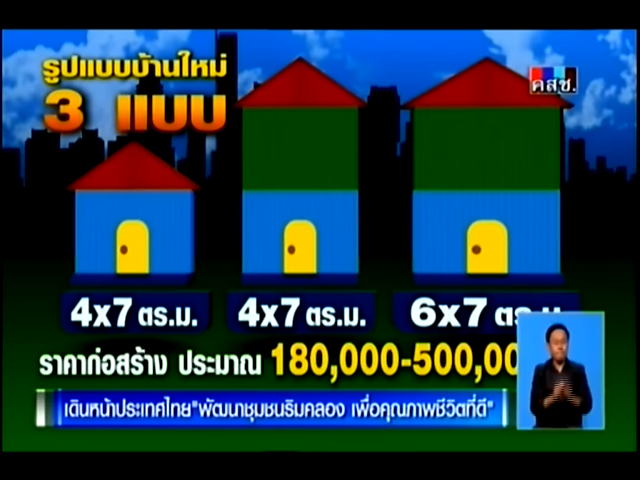 รูปแบบบ้านใหม่
3 แบบ
คสช.
4x7 ตร.ม.
4x7 ตร.ม.
6x7 ตร.ม.
ราคาก่อสร้าง ประมาณ 180,000-500,00
เดินหน้าประเทศไทย"พัฒนาชุมชนริมคลอง เพื่อคุณภาพชีวิตที่ดี"